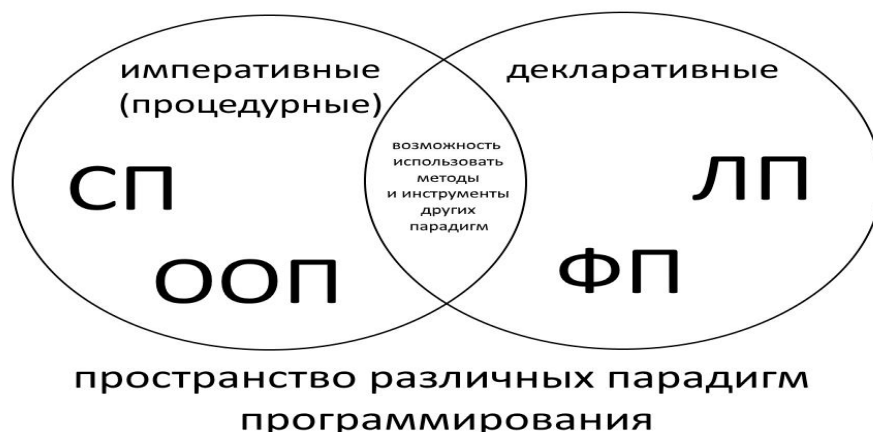 императивные
(процедурные)
СП
ООП
возможность
использовать
методы
и инструменты
других
парадигм
декларативные
ЛП
ФП
пространство различных парадигм
программирования